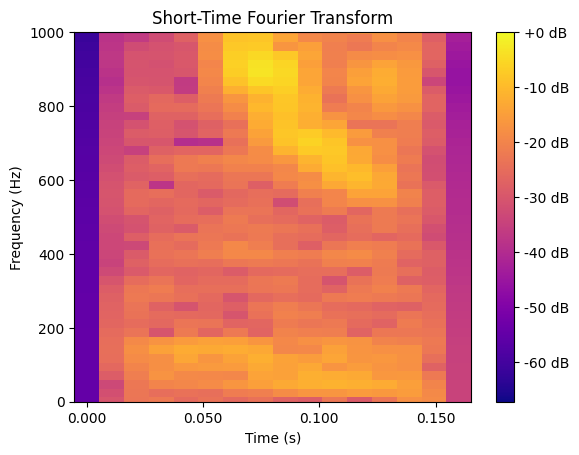 Short-Time Fourier Transform
1000
800
600
400
200
0
Frequency (Hz)
0.000
0.050
0.100
0.150
Time (s)
+0 dB
-10 dB
-20 dB
-30 dB
-40 dB
-50 dB
-60 dB